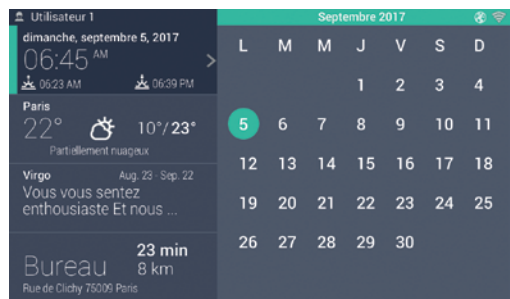 Utilisateur 1
dimanche, septembre 5, 2017
06:45 AM
06:23 AM 06:39 PM
Paris
22° 10°/23°
Partiellement nuageux
Virgo Aug. 23 - Sep. 22
Vous vous sentez
enthousiaste Et nous ...
Bureau 23 min
8 km
Rue de Clichy 75009 Paris
Septembre 2017
L M M J V S D
1 2 3 4
5 6 7 8 9 10 11
12 13 14 15 16 17 18
19 20 21 22 23 24 25
26 27 28 29 30